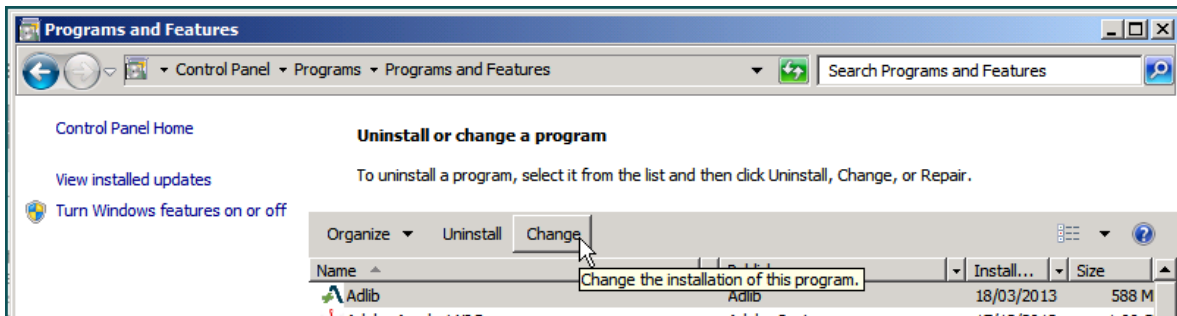 Programs and Features
Control Panel Programs Programs and Features Search Programs and Features
Control Panel Home
Uninstall or change a program
View installed updates
To uninstall a program, select it from the list and then click Uninstall, Change, or Repair.
Turn Windows features on or off
Organize Uninstall Change
Name Install... Size
Change the installation of this program.
Adlib Adlib 18/03/2013 588 M